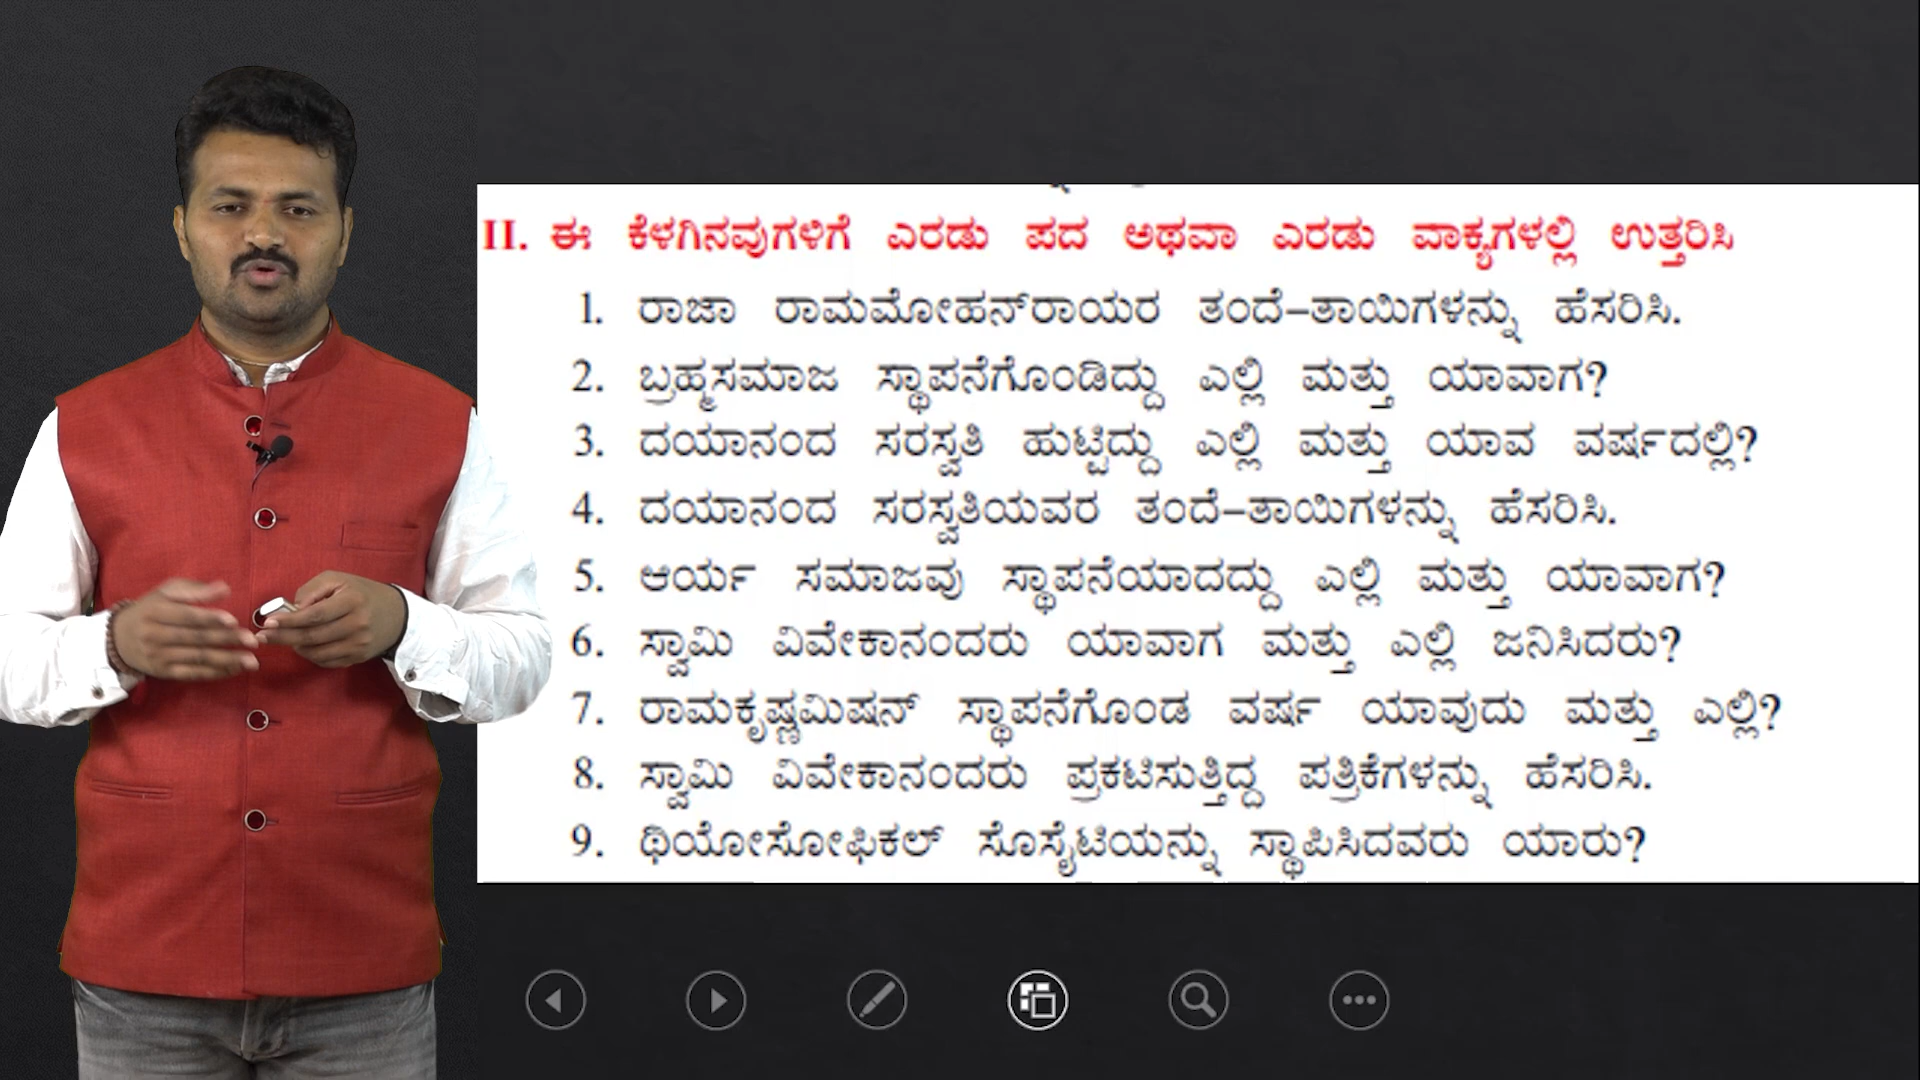 II. ಈ ಕೆಳಗಿನವುಗಳಿಗೆ ಎರಡು ಪದ ಅಥವಾ ಎರಡು ವಾಕ್ಯಗಳಲ್ಲಿ ಉತ್ತರಿಸಿ
1. ರಾಜಾ ರಾಮಮೋಹನ್‌ರಾಯರ ತಂದೆ–ತಾಯಿಗಳನ್ನು ಹೆಸರಿಸಿ.
2. ಬ್ರಹ್ಮಸಮಾಜ ಸ್ಥಾಪನೆಗೊಂಡಿದ್ದು ಎಲ್ಲಿ ಮತ್ತು ಯಾವಾಗ?
3. ದಯಾನಂದ ಸರಸ್ವತಿ ಹುಟ್ಟಿದ್ದು ಎಲ್ಲಿ ಮತ್ತು ಯಾವ ವರ್ಷದಲ್ಲಿ?
4. ದಯಾನಂದ ಸರಸ್ವತಿಯವರ ತಂದೆ–ತಾಯಿಗಳನ್ನು ಹೆಸರಿಸಿ.
5. ಆರ್ಯ ಸಮಾಜವು ಸ್ಥಾಪನೆಯಾದದ್ದು ಎಲ್ಲಿ ಮತ್ತು ಯಾವಾಗ?
6. ಸ್ವಾಮಿ ವಿವೇಕಾನಂದರು ಯಾವಾಗ ಮತ್ತು ಎಲ್ಲಿ ಜನಿಸಿದರು?
7. ರಾಮಕೃಷ್ಣಮಿಷನ್ ಸ್ಥಾಪನೆಗೊಂಡ ವರ್ಷ ಯಾವುದು ಮತ್ತು ಎಲ್ಲಿ?
8. ಸ್ವಾಮಿ ವಿವೇಕಾನಂದರು ಪ್ರಕಟಿಸುತ್ತಿದ್ದ ಪತ್ರಿಕೆಗಳನ್ನು ಹೆಸರಿಸಿ.
9. ಥಿಯೋಸೋಫಿಕಲ್ ಸೊಸೈಟಿಯನ್ನು ಸ್ಥಾಪಿಸಿದವರು ಯಾರು?